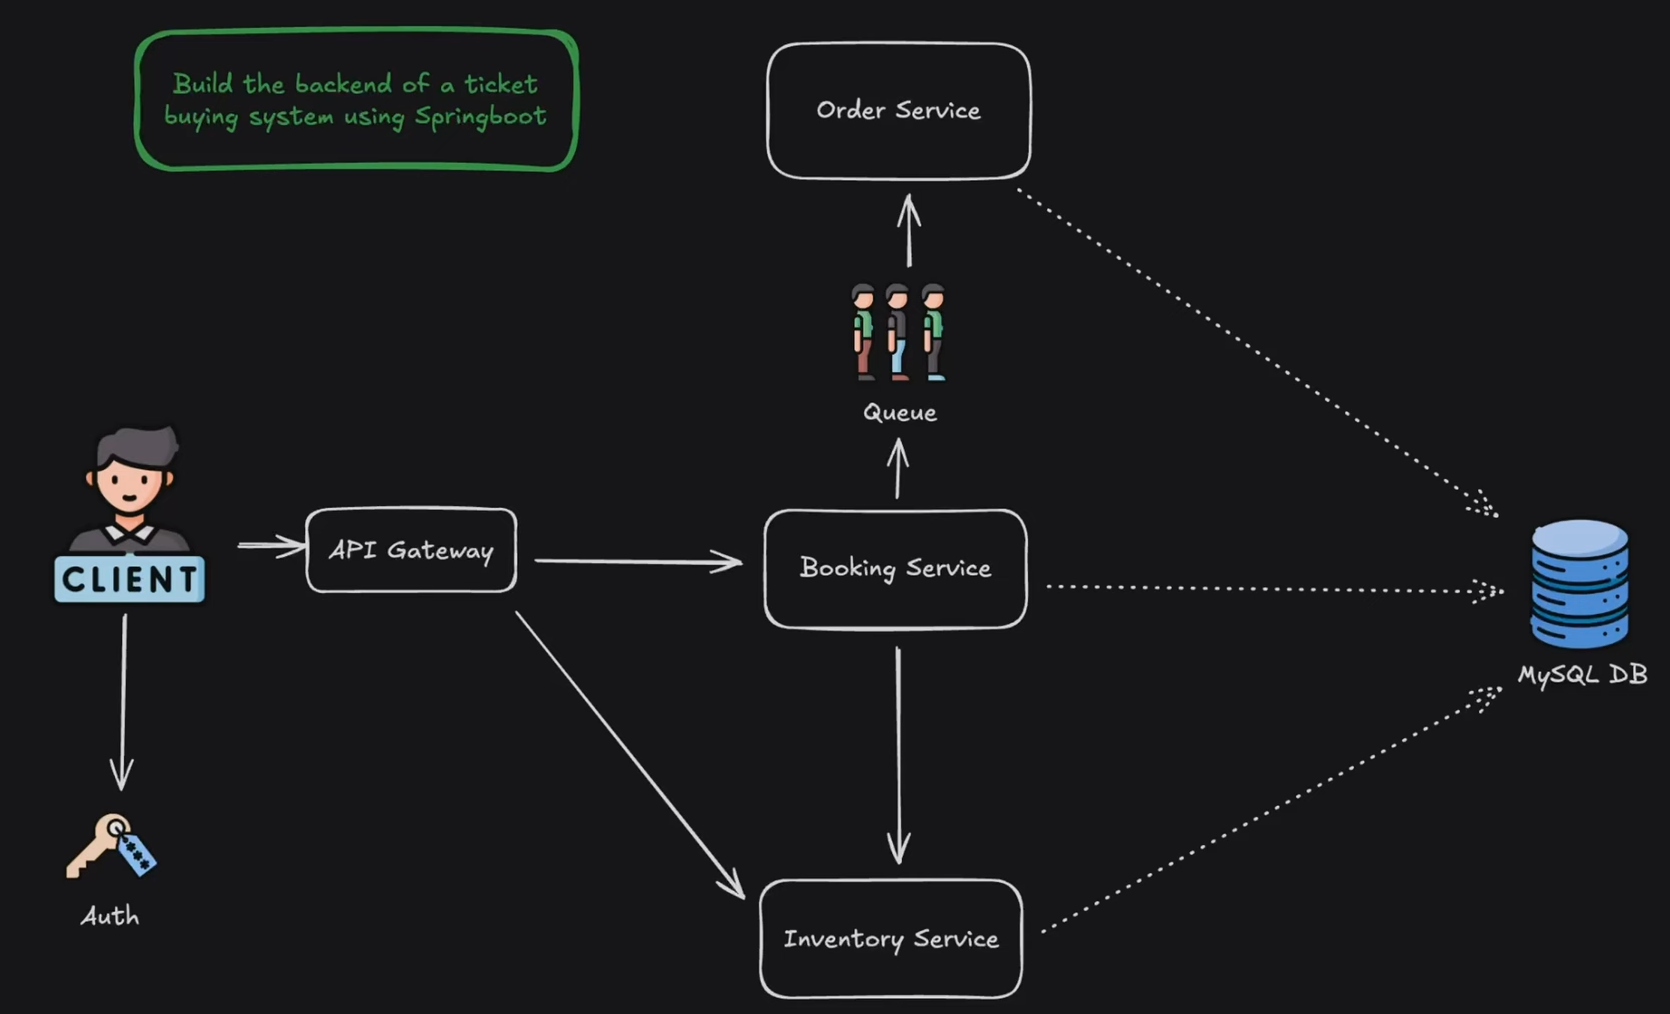 Build the backend of a ticket
buying system using Springboot
Order Service
Queue
CLIENT
API Gateway
Booking Service
MySQL DB
Auth
Inventory Service